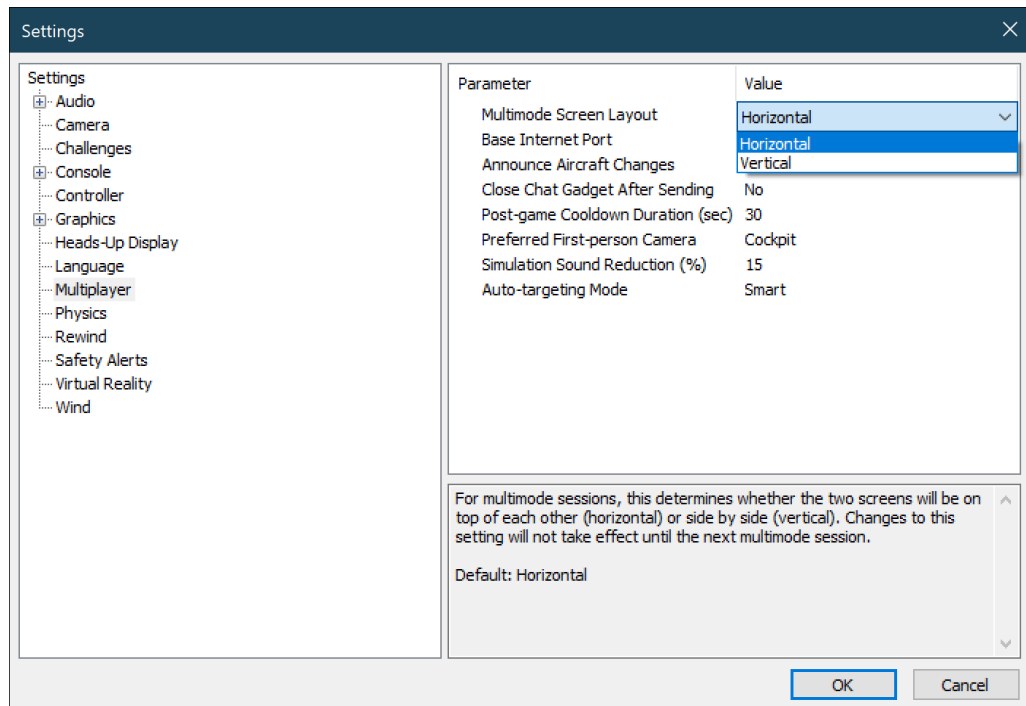 Settings
Settings
Audio
Camera
Challenges
Console
Controller
Graphics
Heads-Up Display
Language
Multiplayer
Physics
Rewind
Safety Alerts
Virtual Reality
Wind
Parameter Value
Multimode Screen Layout Horizontal
Base Internet Port Horizontal
Announce Aircraft Changes Vertical
Close Chat Gadget After Sending No
Post-game Cooldown Duration (sec) 30
Preferred First-person Camera Cockpit
Simulation Sound Reduction (%) 15
Auto-targeting Mode Smart
For multimode sessions, this determines whether the two screens will be on
top of each other (horizontal) or side by side (vertical). Changes to this
setting will not take effect until the next multimode session.
Default: Horizontal
OK Cancel